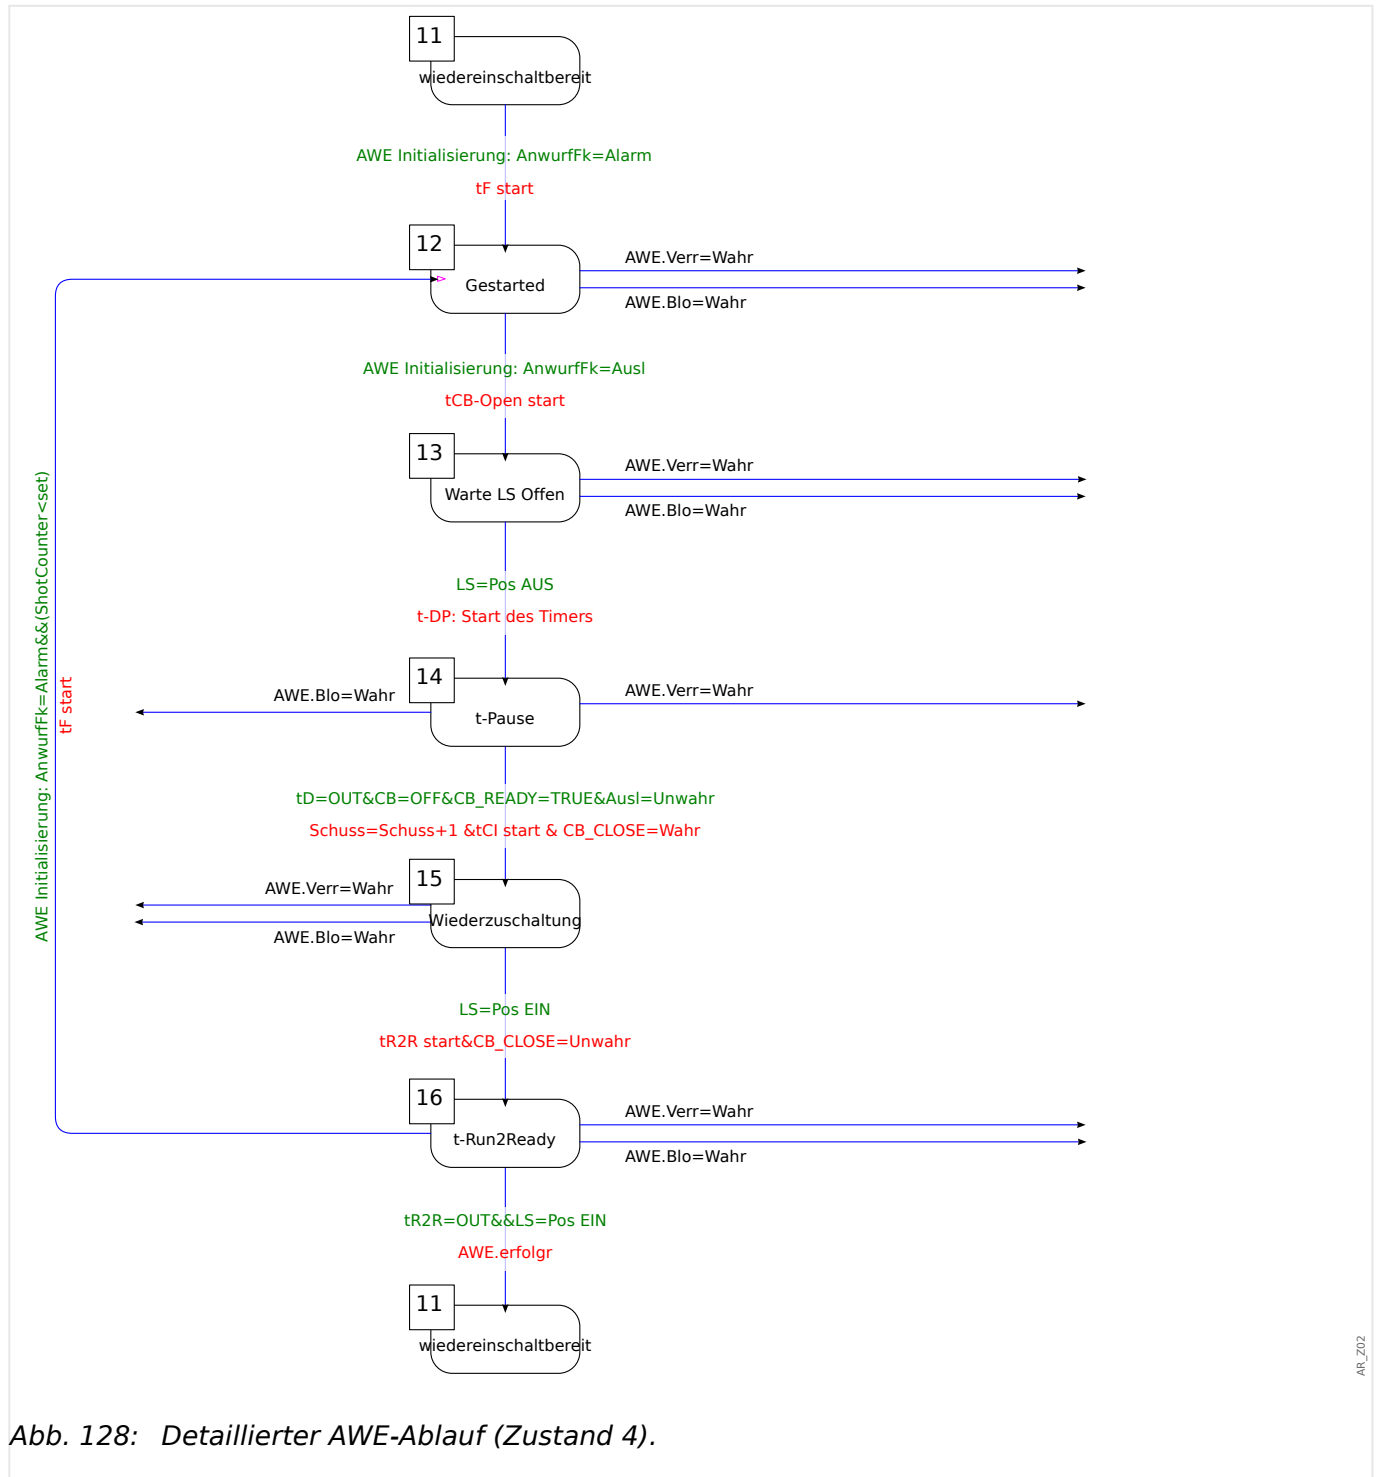 11
wiedereinschaltbereit
AWE Initialisierung: AnwurfFk=Alarm
tF start
12
Gestarted
AWE.Verr=Wahr
AWE.Blo=Wahr
AWE Initialisierung: AnwurfFk=Ausl
tCB-Open start
13
Warte LS Offen
AWE.Verr=Wahr
AWE.Blo=Wahr
LS=Pos AUS
t-DP: Start des Timers
AWE Initialisierung: AnwurfFk=Alarm&&(ShotCounter<set)
tF start
14
t-Pause
AWE.Blo=Wahr
AWE.Verr=Wahr
tD=OUT&CB=OFF&CB_READY=TRUE&Ausl=Unwahr
Schuss=Schuss+1 &tCI start & CB_CLOSE=Wahr
15
Wiederzuschaltung
AWE.Verr=Wahr
AWE.Blo=Wahr
LS=Pos EIN
tR2R start&CB_CLOSE=Unwahr
16
t-Run2Ready
AWE.Verr=Wahr
AWE.Blo=Wahr
tR2R=OUT&&LS=Pos EIN
AWE.erfolgr
11
wiedereinschaltbereit
AR_Z02
Abb. 128: Detaillierter AWE-Ablauf (Zustand 4).